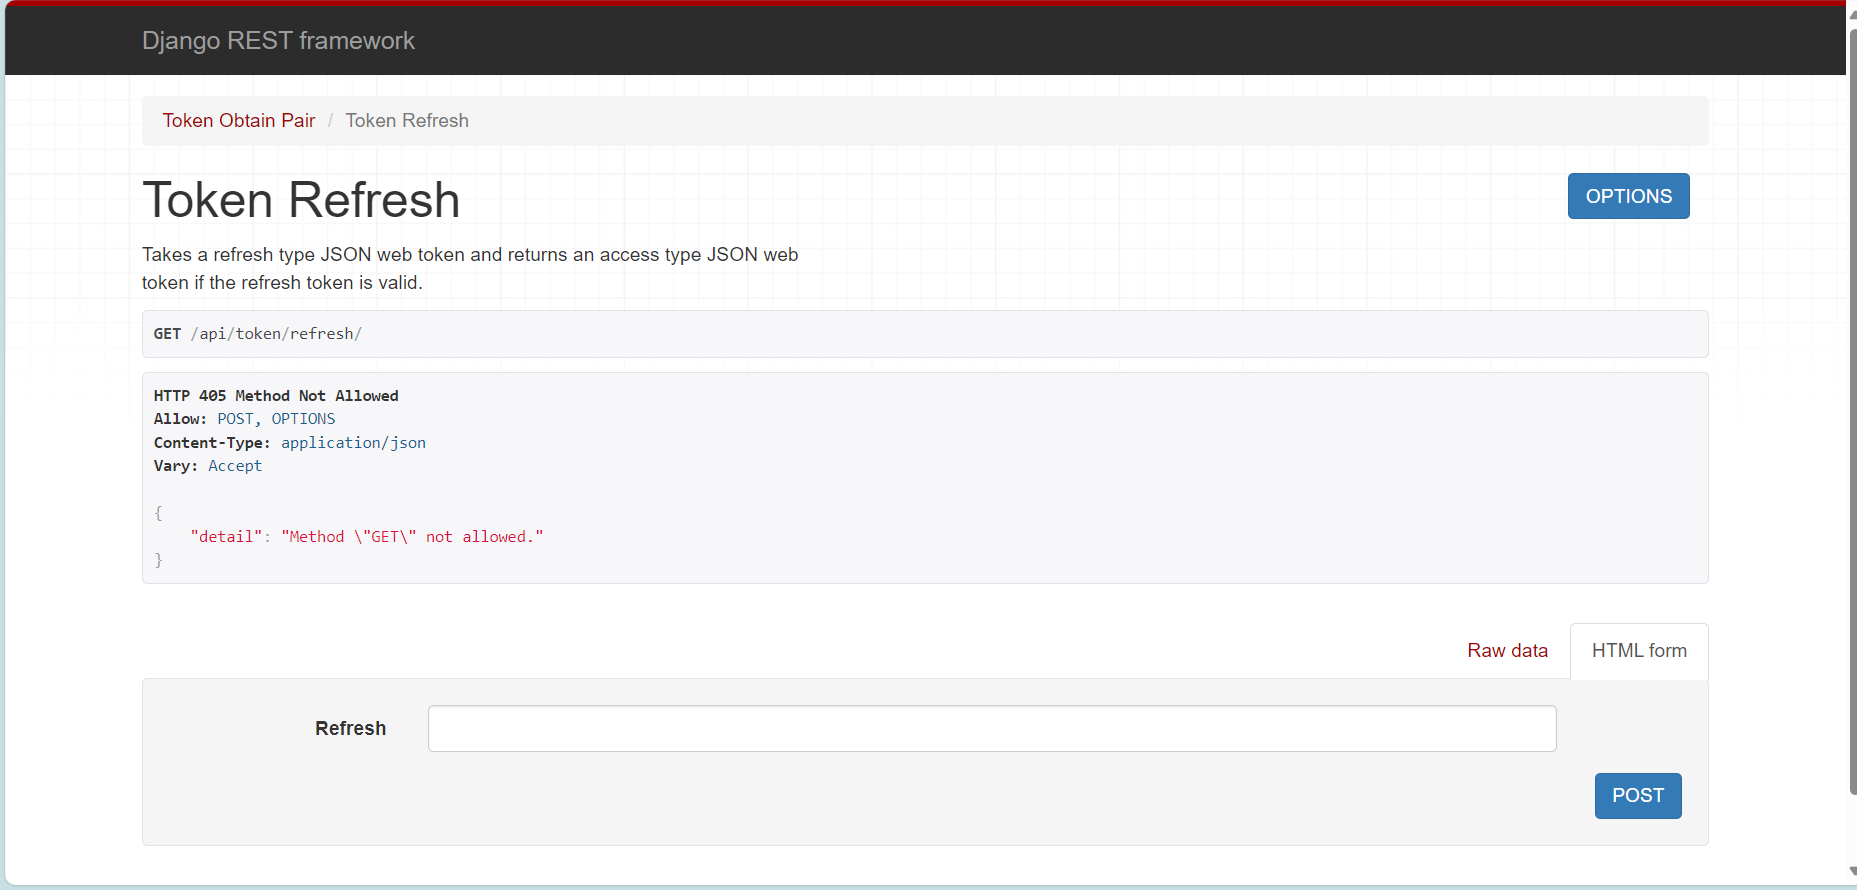 Django REST framework
Token Obtain Pair / Token Refresh
Token Refresh
OPTIONS
Takes a refresh type JSON web token and returns an access type JSON web
token if the refresh token is valid.
GET /api/token/refresh/
HTTP 405 Method Not Allowed
Allow: POST, OPTIONS
Content-Type: application/json
Vary: Accept
{
    "detail": "Method \"GET\" not allowed."
}
Raw data
HTML form
Refresh
POST